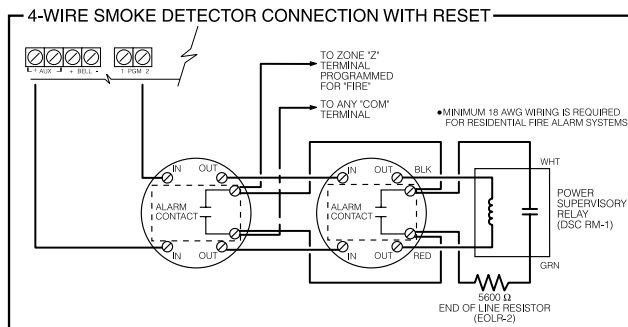 4-WIRE SMOKE DETECTOR CONNECTION WITH RESET
+ AUX - + BELL - 1 PGM 2
TO ZONE "Z"
TERMINAL
PROGRAMMED
FOR "FIRE"
TO ANY "COM"
TERMINAL
•MINIMUM 18 AWG WIRING IS REQUIRED
FOR RESIDENTIAL FIRE ALARM SYSTEMS
IN OUT IN OUT BLK WHT
ALARM
CONTACT
ALARM
CONTACT
POWER
SUPERVISORY
RELAY
(DSC RM-1)
IN OUT IN OUT RED GRN
5600 Ω
END OF LINE RESISTOR
(EOLR-2)